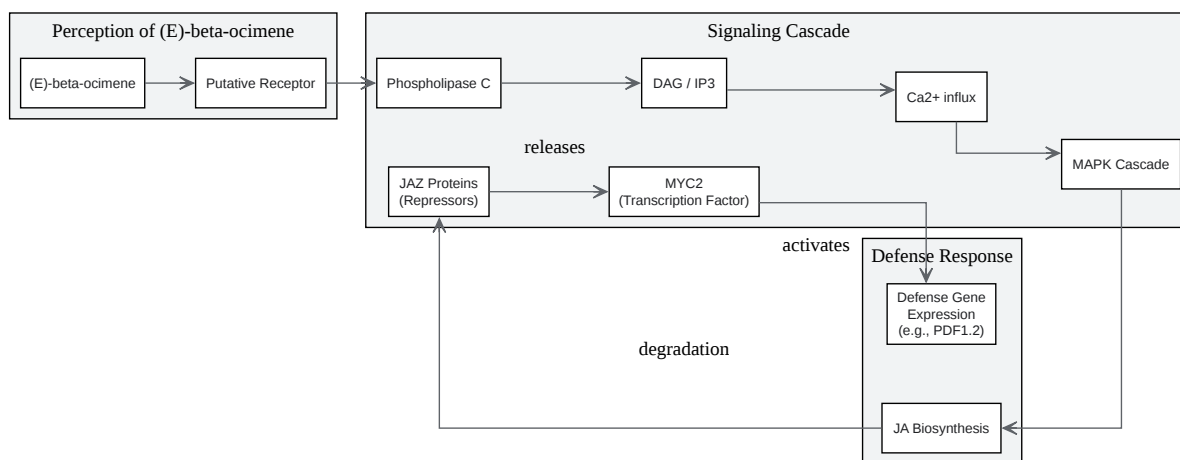 Perception of (E)-beta-ocimene
(E)-beta-ocimene
Putative Receptor
Signaling Cascade
Phospholipase C
DAG / IP3
Ca2+ influx
MAPK Cascade
releases
JAZ Proteins
(Repressors)
MYC2
(Transcription Factor)
activates
Defense Response
Defense Gene
Expression
(e.g., PDF1.2)
degradation
JA Biosynthesis